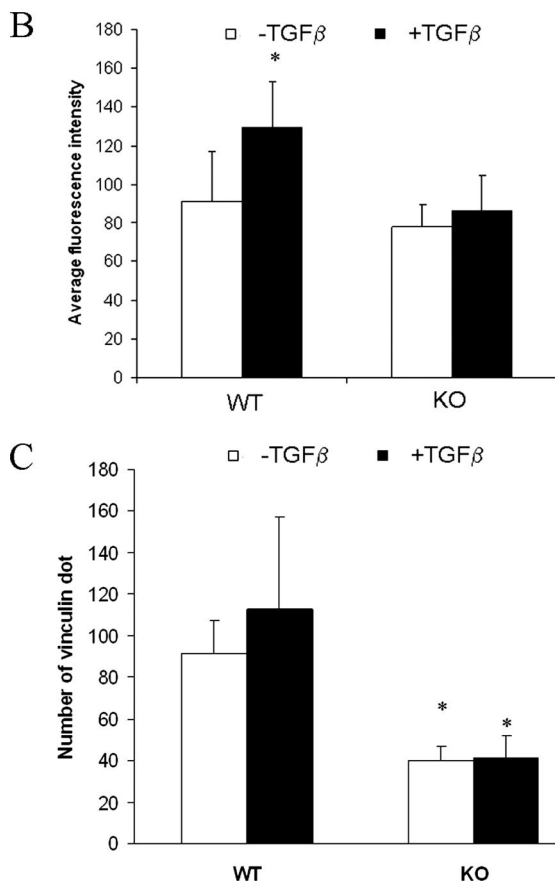 B
-TGFβ +TGFβ
*
Average fluorescence intensity
180
160
140
120
100
80
60
40
20
0
WT KO
C
-TGFβ +TGFβ
Number of vinculin dot
180
160
140
120
100
80
60
40
20
0
* *
WT KO